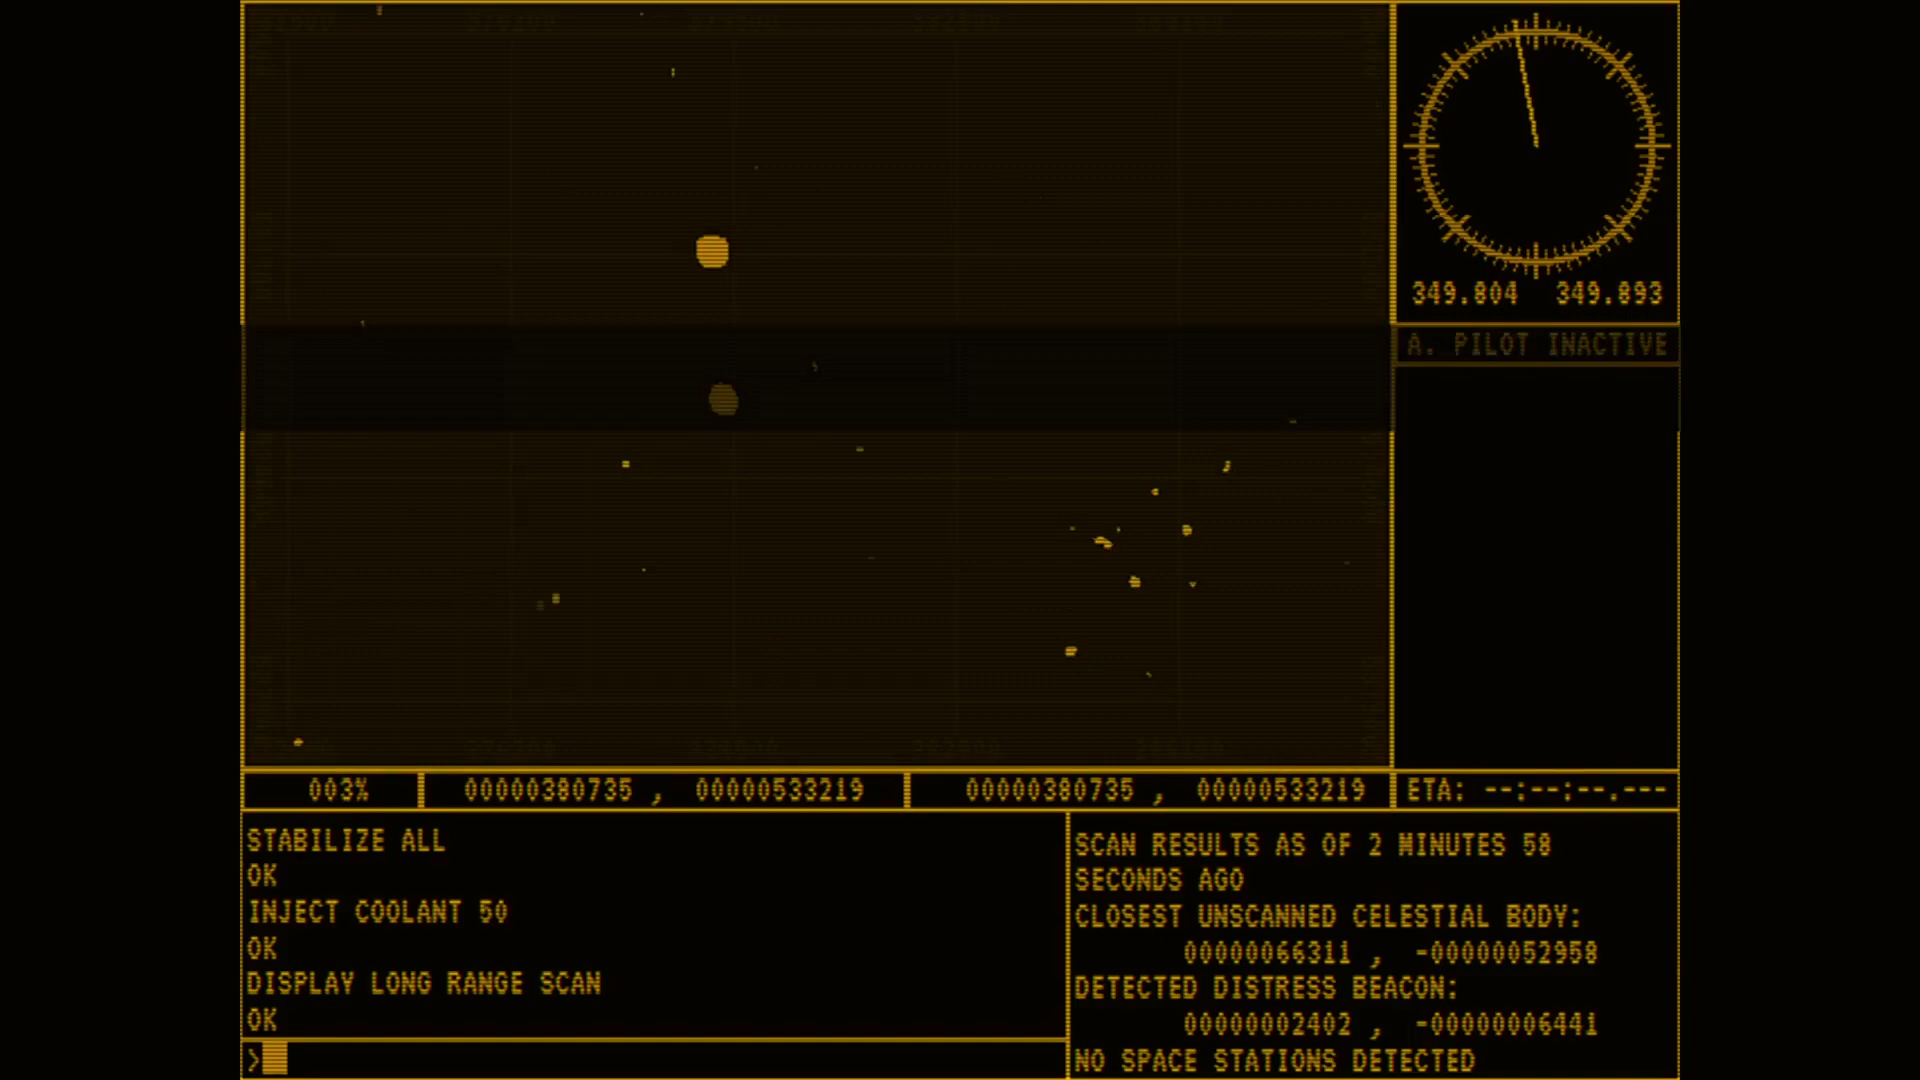 349.804 349.893
A. PILOT INACTIVE
003% 00000380735 , 00000533219 00000380735 , 00000533219 ETA: --:--:--.---
STABILIZE ALL
OK
INJECT COOLANT 50
OK
DISPLAY LONG RANGE SCAN
OK
>
SCAN RESULTS AS OF 2 MINUTES 58
SECONDS AGO
CLOSEST UNSCANNED CELESTIAL BODY:
00000066311 , -00000052958
DETECTED DISTRESS BEACON:
00000002402 , -00000006441
NO SPACE STATIONS DETECTED